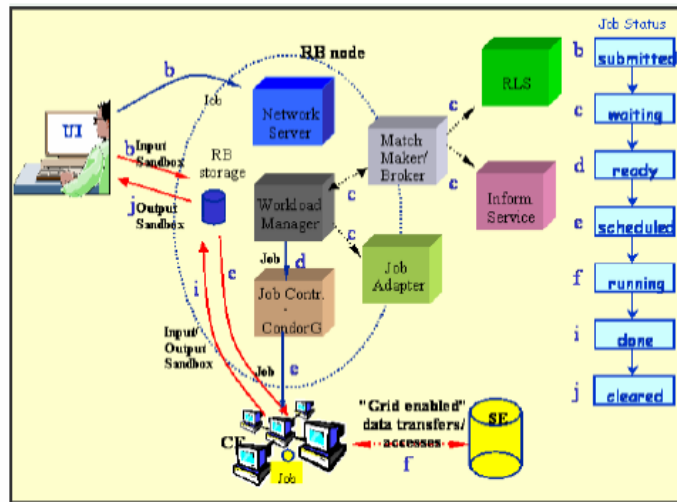 RB node
Job Status
b
submitted
c
waiting
d
ready
e
scheduled
f
running
i
done
j
cleared
UI
b
Job
Network
Server
RLS
c
Match
Maker/
Broker
c
Inform
Service
b
Input
Sandbox
RB
storage
j
Output
Sandbox
Workload
Manager
c
c
Job
Adapter
Job
d
Job Contr.
-
CondorG
e
i
Input/
Output
Sandbox
Job
e
CE
Job
"Grid enabled"
data transfers/
accesses
f
SE